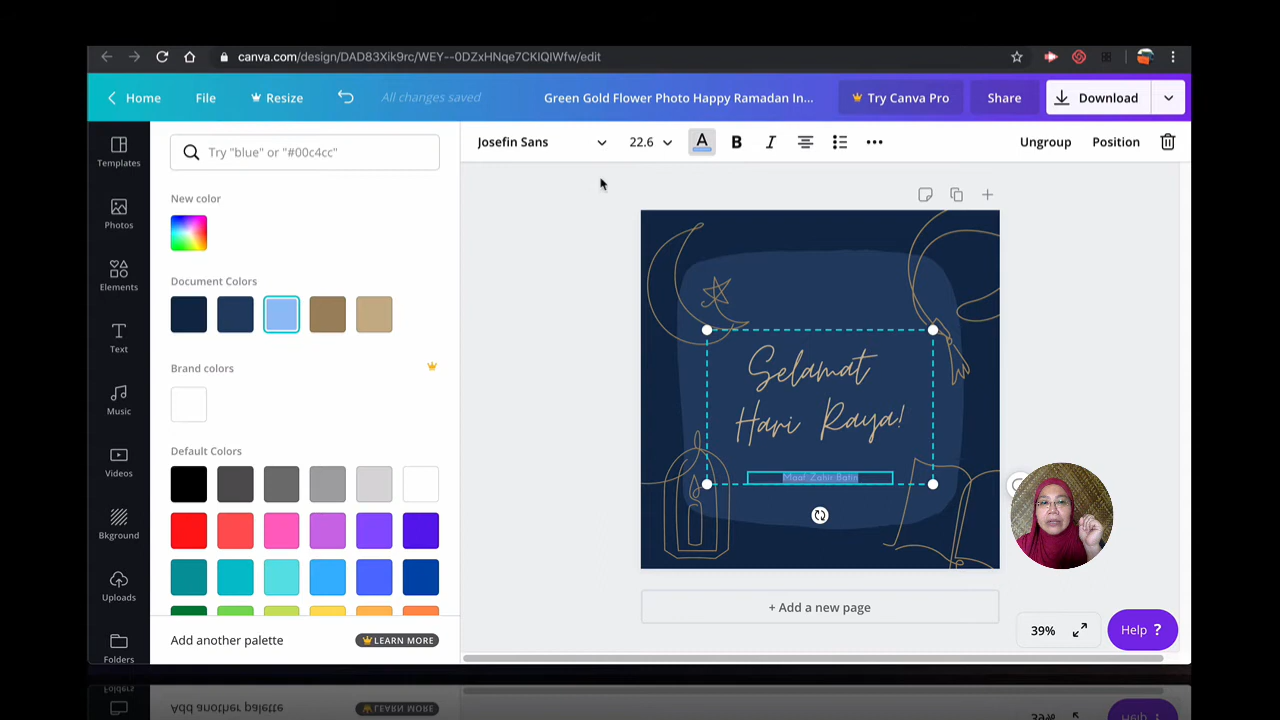 canva.com/design/DAD83Xik9rc/WEY--0DZxHNqe7CKlQlWfw/edit
Home File Resize All changes saved Green Gold Flower Photo Happy Ramadan In... Try Canva Pro Share Download
Templates
Photos
Elements
Text
Music
Videos
Bkground
Uploads
Folders
Try "blue" or "#00c4cc"
New color
Document Colors
Brand colors
Default Colors
Add another palette LEARN MORE
Josefin Sans 22.6 A B I Ungroup Position
Selamat
Hari Raya!
Maaf Zahir Batin
+ Add a new page
39% Help ?